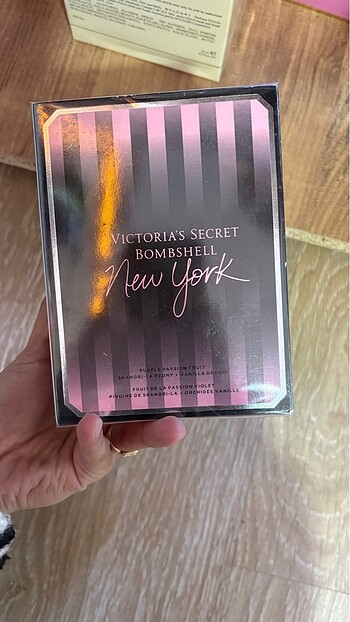 VICTORIA'S SECRET
BOMBSHELL
New York
PURPLE PASSION FRUIT
SHANGRI-LA PEONY • VANILLA ORCHID
FRUIT DE LA PASSION VIOLET
PIVOINE DE SHANGRI-LA • ORCHIDÉE VANILLE